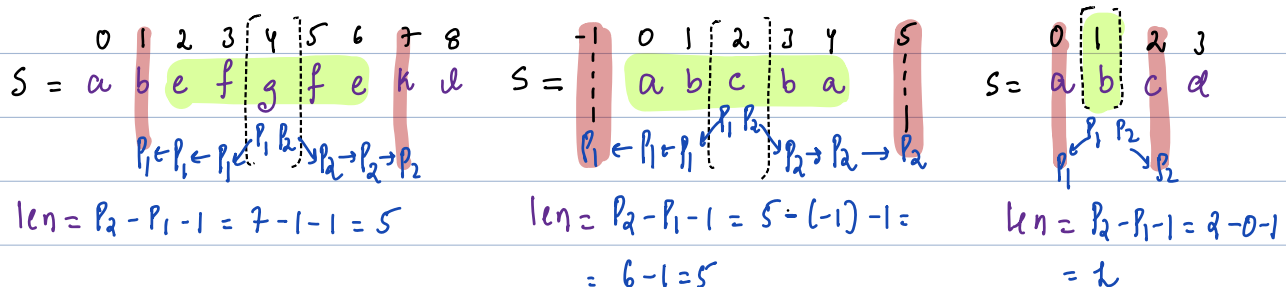 0 1 2 3 4 5 6 7 8
S = a b e f g f e k d
P1 ← P1 ← P1 P1 P2 P2 → P2 → P2
len = P2 - P1 - 1 = 7 - 1 - 1 = 5
-1 0 1 2 3 4 5
S = a b c b a
P1 ← P1 ← P1 P1 P2 P2 → P2 → P2
len = P2 - P1 - 1 = 5 - (-1) - 1 =
= 6 - 1 = 5
0 1 2 3
S = a b c d
P1 P2
P1 P2
len = P2 - P1 - 1 = 2 - 0 - 1
= 1